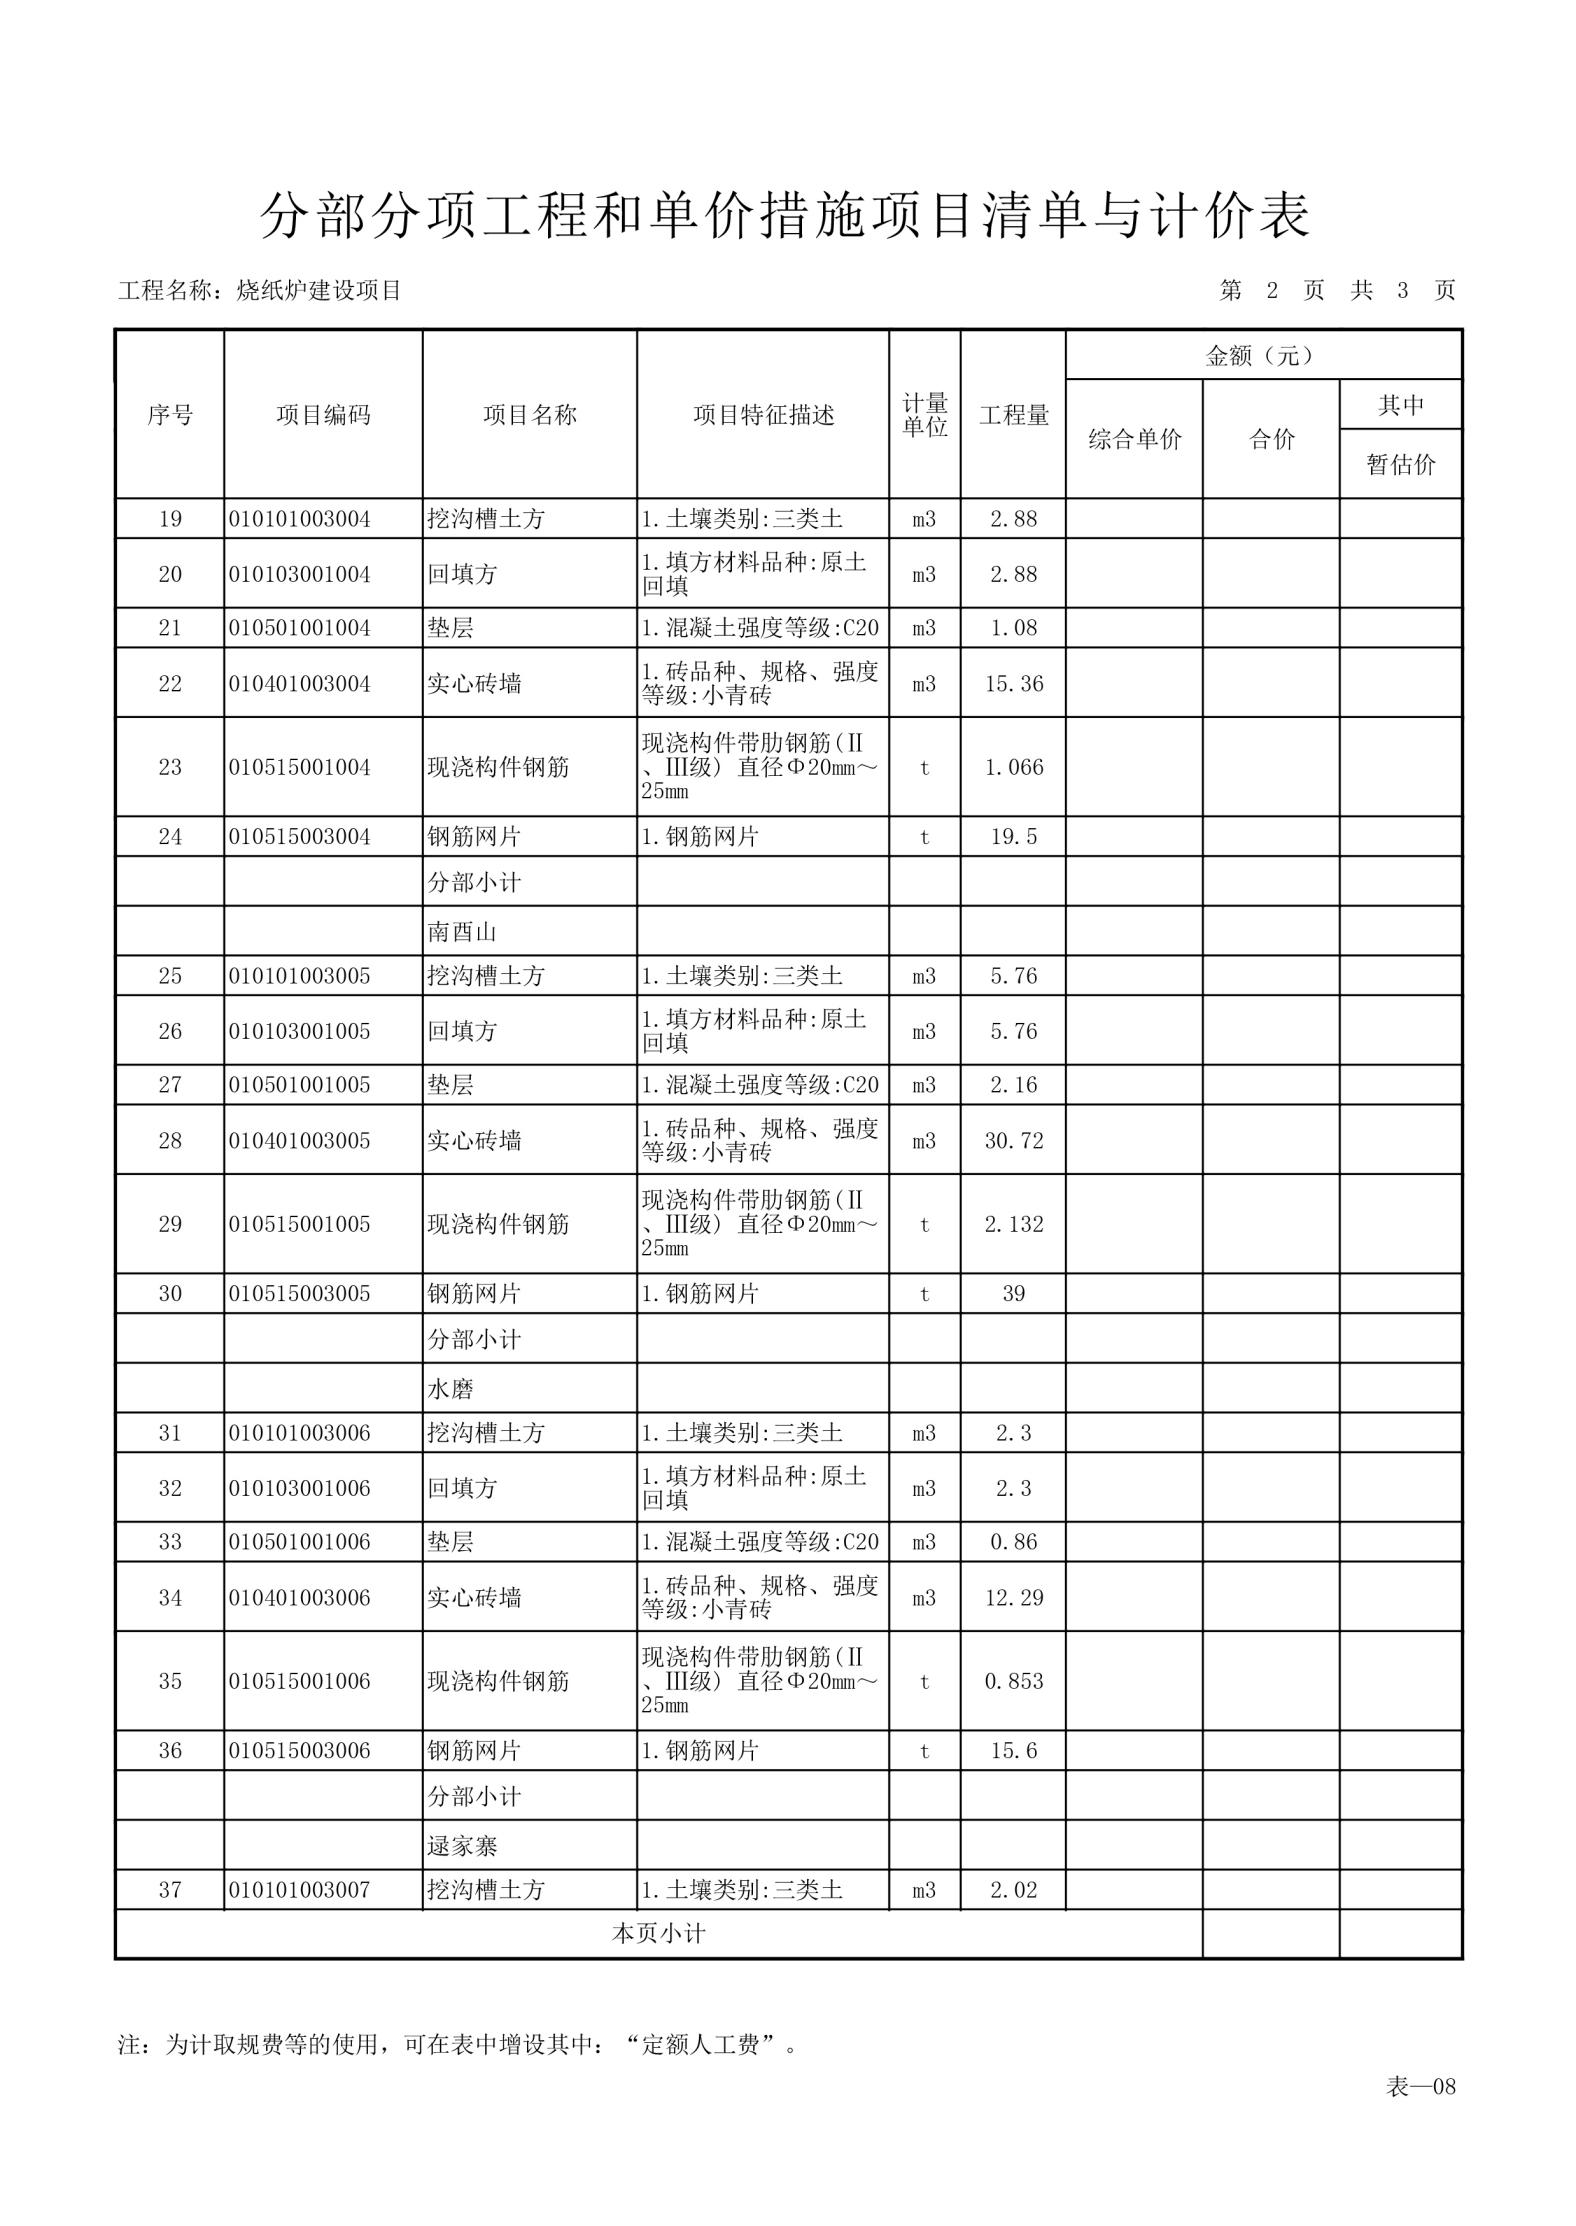 分部分项工程和单价措施项目清单与计价表
工程名称：烧纸炉建设项目 第 2 页 共 3 页
序号 项目编码 项目名称 项目特征描述 计量单位 工程量 金额（元）
综合单价 合价 其中
暂估价
19 010101003004 挖沟槽土方 1.土壤类别:三类土 m3 2.88
20 010103001004 回填方 1.填方材料品种:原土
回填 m3 2.88
21 010501001004 垫层 1.混凝土强度等级:C20 m3 1.08
22 010401003004 实心砖墙 1.砖品种、规格、强度
等级:小青砖 m3 15.36
23 010515001004 现浇构件钢筋 现浇构件带肋钢筋(Ⅱ
、Ⅲ级) 直径Φ20mm～
25mm t 1.066
24 010515003004 钢筋网片 1.钢筋网片 t 19.5
分部小计
南酉山
25 010101003005 挖沟槽土方 1.土壤类别:三类土 m3 5.76
26 010103001005 回填方 1.填方材料品种:原土
回填 m3 5.76
27 010501001005 垫层 1.混凝土强度等级:C20 m3 2.16
28 010401003005 实心砖墙 1.砖品种、规格、强度
等级:小青砖 m3 30.72
29 010515001005 现浇构件钢筋 现浇构件带肋钢筋(Ⅱ
、Ⅲ级) 直径Φ20mm～
25mm t 2.132
30 010515003005 钢筋网片 1.钢筋网片 t 39
分部小计
水磨
31 010101003006 挖沟槽土方 1.土壤类别:三类土 m3 2.3
32 010103001006 回填方 1.填方材料品种:原土
回填 m3 2.3
33 010501001006 垫层 1.混凝土强度等级:C20 m3 0.86
34 010401003006 实心砖墙 1.砖品种、规格、强度
等级:小青砖 m3 12.29
35 010515001006 现浇构件钢筋 现浇构件带肋钢筋(Ⅱ
、Ⅲ级) 直径Φ20mm～
25mm t 0.853
36 010515003006 钢筋网片 1.钢筋网片 t 15.6
分部小计
逯家寨
37 010101003007 挖沟槽土方 1.土壤类别:三类土 m3 2.02
本页小计
注：为计取规费等的使用，可在表中增设其中：“定额人工费”。
表—08